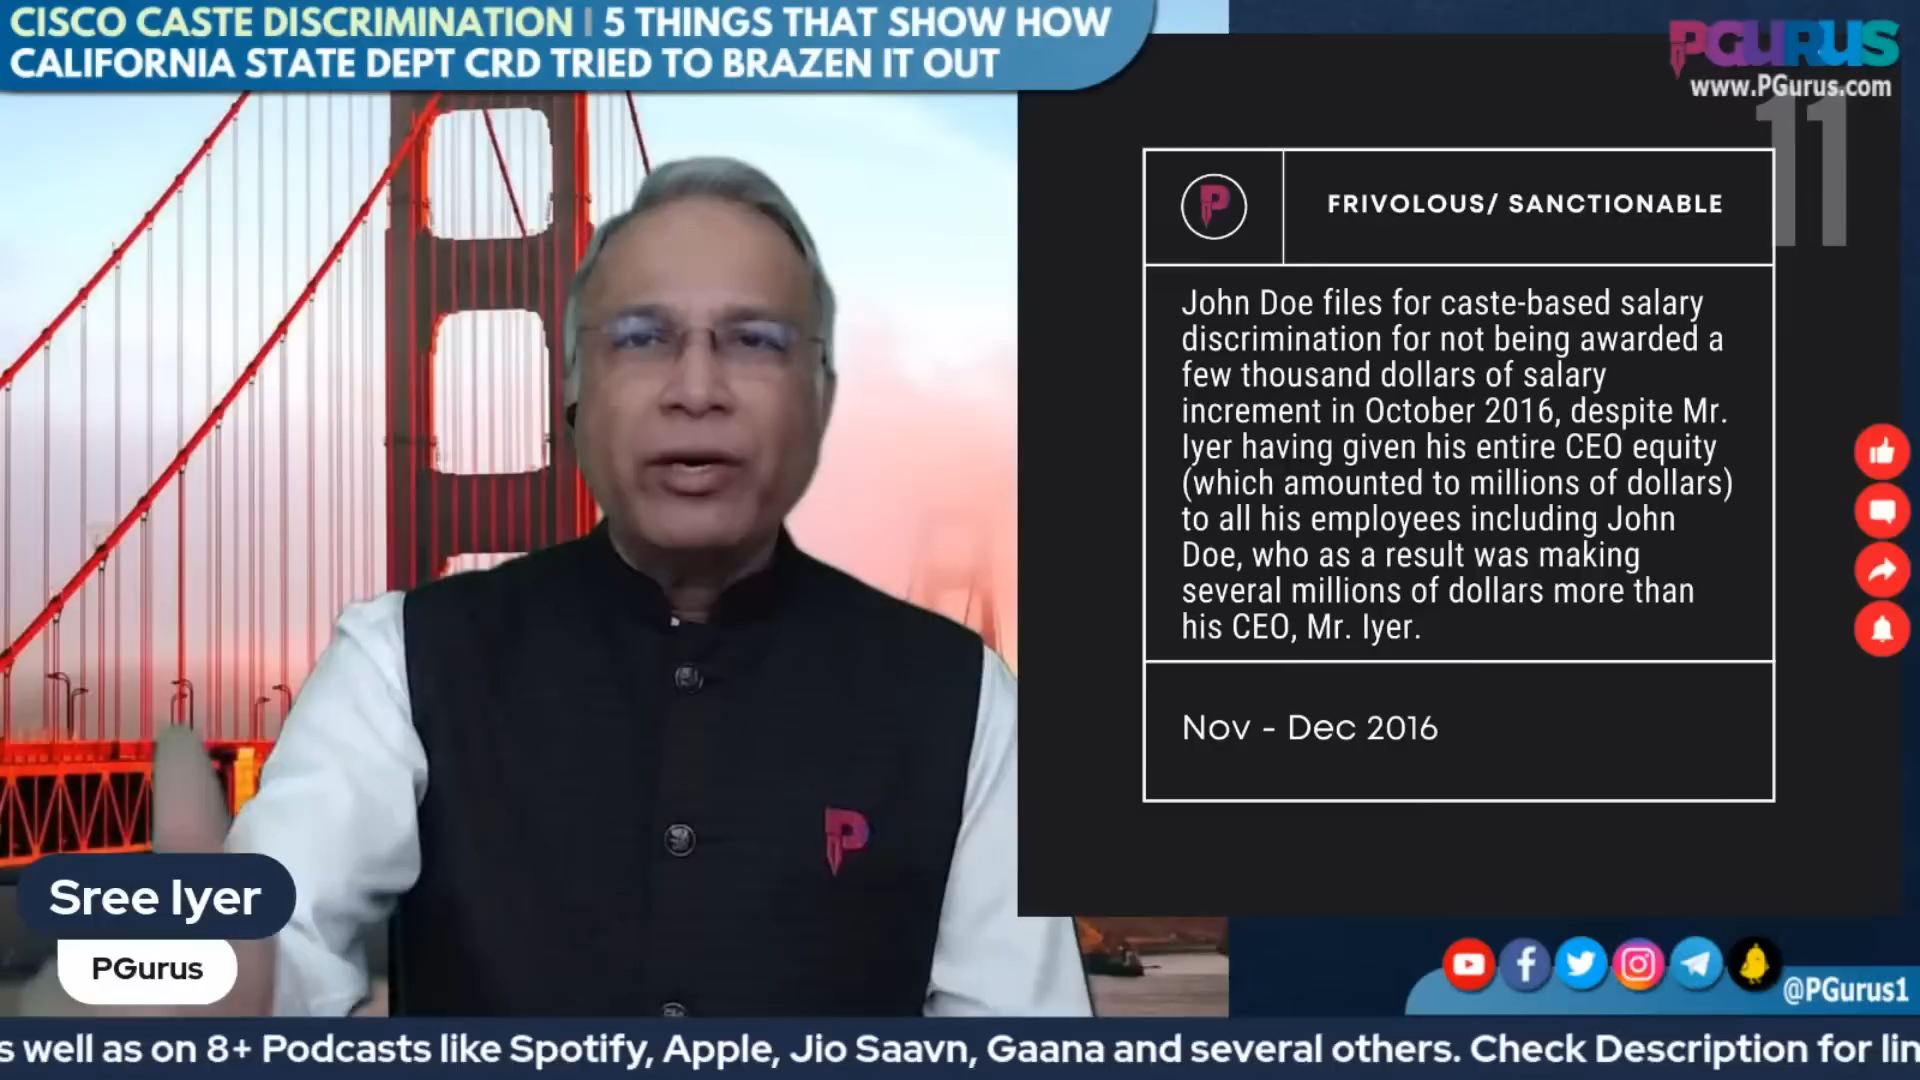 CISCO CASTE DISCRIMINATION | 5 THINGS THAT SHOW HOW
CALIFORNIA STATE DEPT CRD TRIED TO BRAZEN IT OUT
PGURUS
www.PGurus.com
11
P
FRIVOLOUS/ SANCTIONABLE
John Doe files for caste-based salary
discrimination for not being awarded a
few thousand dollars of salary
increment in October 2016, despite Mr.
Iyer having given his entire CEO equity
(which amounted to millions of dollars)
to all his employees including John
Doe, who as a result was making
several millions of dollars more than
his CEO, Mr. Iyer.
Nov - Dec 2016
P
Sree Iyer
PGurus
@PGurus1
s well as on 8+ Podcasts like Spotify, Apple, Jio Saavn, Gaana and several others. Check Description for lin